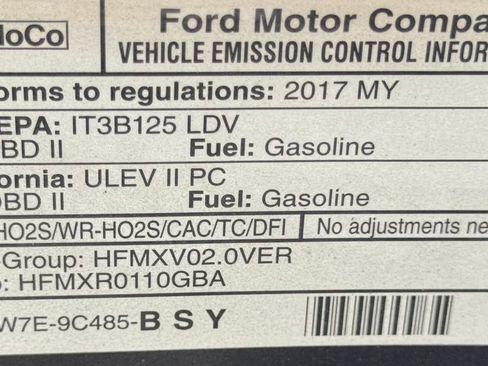 MoCo
Ford Motor Compa
VEHICLE EMISSION CONTROL INFOR
orms to regulations: 2017 MY
EPA: IT3B125 LDV
BD II Fuel: Gasoline
ornia: ULEV II PC
BD II Fuel: Gasoline
HO2S/WR-HO2S/CAC/TC/DFI No adjustments ne
-Group: HFMXV02.0VER
: HFMXR0110GBA
W7E-9C485-B S Y